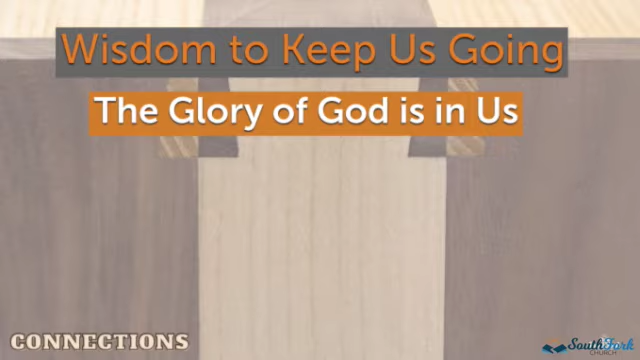 Wisdom to Keep Us Going
The Glory of God is in Us
CONNECTIONS
SouthFork
CHURCH